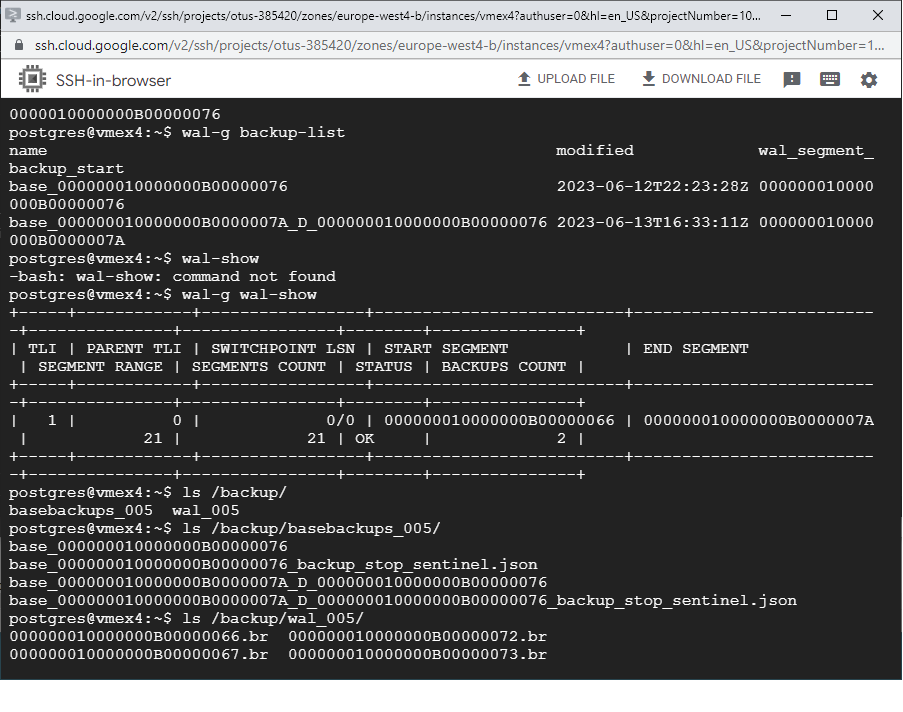 ssh.cloud.google.com/v2/ssh/projects/otus-385420/zones/europe-west4-b/instances/vmex4?authuser=0&hl=en_US&projectNumber=10...
ssh.cloud.google.com/v2/ssh/projects/otus-385420/zones/europe-west4-b/instances/vmex4?authuser=0&hl=en_US&projectNumber=1...
SSH-in-browser UPLOAD FILE DOWNLOAD FILE
0000010000000B00000076
postgres@vmex4:~$ wal-g backup-list
name modified wal_segment_
backup_start
base_000000010000000B00000076 2023-06-12T22:23:28Z 000000010000
000B00000076
base_000000010000000B0000007A_D_000000010000000B00000076 2023-06-13T16:33:11Z 000000010000
000B0000007A
postgres@vmex4:~$ wal-show
-bash: wal-show: command not found
postgres@vmex4:~$ wal-g wal-show
+-----+------------+-----------------+--------------------------+-------------------------
-+---------------+----------------+--------+---------------+
| TLI | PARENT TLI | SWITCHPOINT LSN | START SEGMENT            | END SEGMENT
 | SEGMENT RANGE | SEGMENTS COUNT | STATUS | BACKUPS COUNT |
+-----+------------+-----------------+--------------------------+-------------------------
-+---------------+----------------+--------+---------------+
|   1 |          0 |             0/0 | 000000010000000B00000066 | 000000010000000B0000007A
 |            21 |             21 | OK     |             2 |
+-----+------------+-----------------+--------------------------+-------------------------
-+---------------+----------------+--------+---------------+
postgres@vmex4:~$ ls /backup/
basebackups_005  wal_005
postgres@vmex4:~$ ls /backup/basebackups_005/
base_000000010000000B00000076
base_000000010000000B00000076_backup_stop_sentinel.json
base_000000010000000B0000007A_D_000000010000000B00000076
base_000000010000000B0000007A_D_000000010000000B00000076_backup_stop_sentinel.json
postgres@vmex4:~$ ls /backup/wal_005/
000000010000000B00000066.br  000000010000000B00000072.br
000000010000000B00000067.br  000000010000000B00000073.br